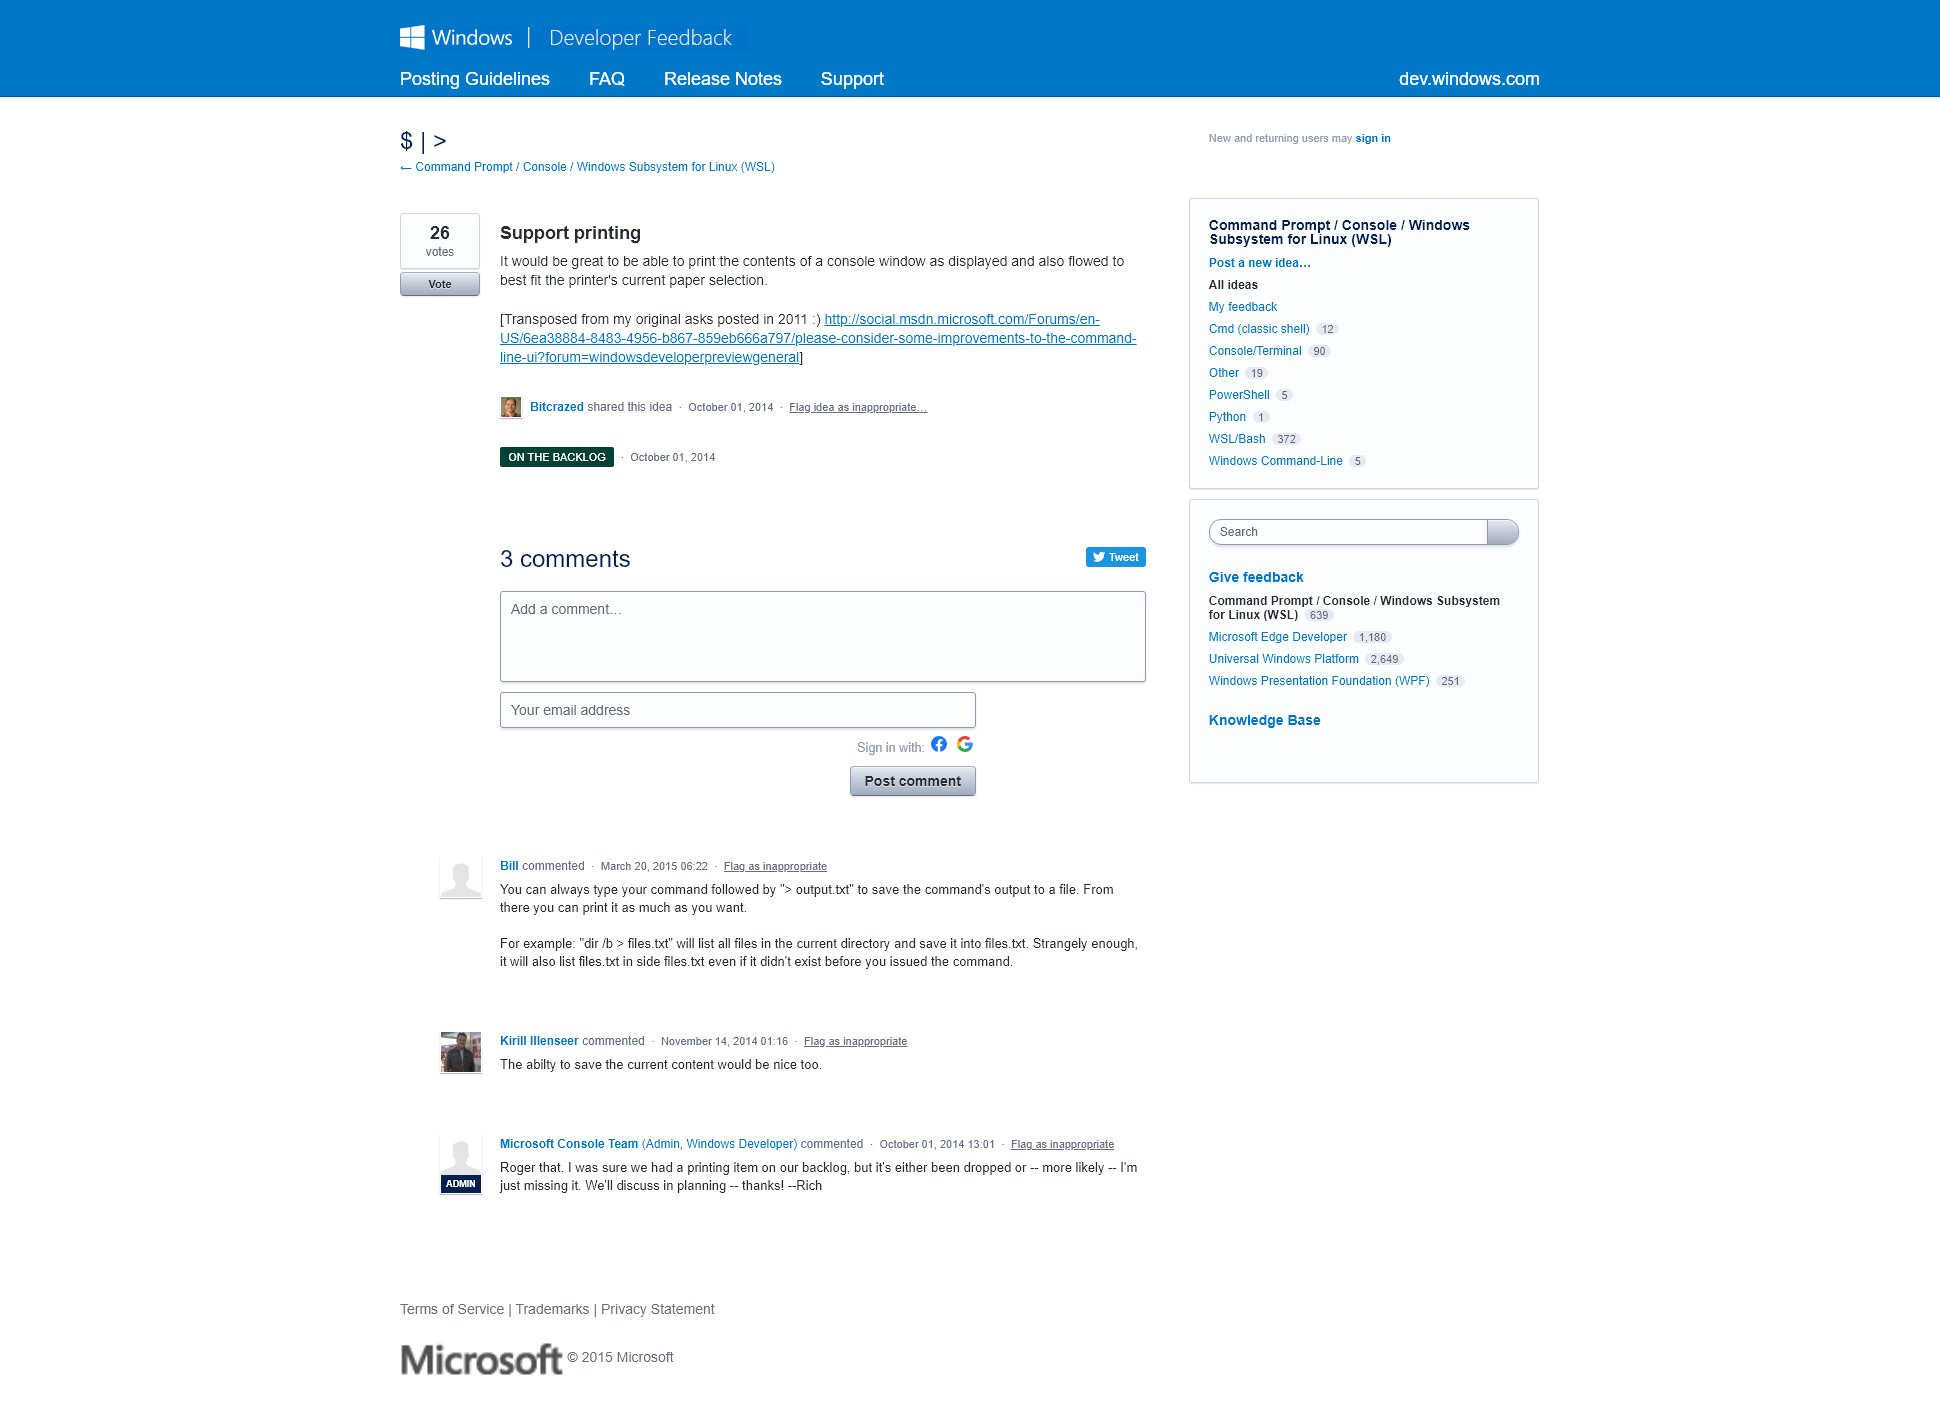 Windows | Developer Feedback
Posting Guidelines FAQ Release Notes Support dev.windows.com
$ | >
New and returning users may sign in
← Command Prompt / Console / Windows Subsystem for Linux (WSL)
26
votes
Vote
Support printing
It would be great to be able to print the contents of a console window as displayed and also flowed to
best fit the printer's current paper selection.
[Transposed from my original asks posted in 2011 :) http://social.msdn.microsoft.com/Forums/en-
US/6ea38884-8483-4956-b867-859eb666a797/please-consider-some-improvements-to-the-command-
line-ui?forum=windowsdeveloperpreviewgeneral]
Bitcrazed shared this idea · October 01, 2014 · Flag idea as inappropriate…
ON THE BACKLOG · October 01, 2014
3 comments
Tweet
Add a comment…
Your email address
Sign in with:
Post comment
Bill commented · March 20, 2015 06:22 · Flag as inappropriate
You can always type your command followed by "> output.txt" to save the command's output to a file. From
there you can print it as much as you want.
For example: "dir /b > files.txt" will list all files in the current directory and save it into files.txt. Strangely enough,
it will also list files.txt in side files.txt even if it didn't exist before you issued the command.
Kirill Illenseer commented · November 14, 2014 01:16 · Flag as inappropriate
The abilty to save the current content would be nice too.
Microsoft Console Team (Admin, Windows Developer) commented · October 01, 2014 13:01 · Flag as inappropriate
ADMIN
Roger that. I was sure we had a printing item on our backlog, but it's either been dropped or -- more likely -- I'm
just missing it. We'll discuss in planning -- thanks! --Rich
Command Prompt / Console / Windows
Subsystem for Linux (WSL)
Post a new idea…
All ideas
My feedback
Cmd (classic shell) 12
Console/Terminal 90
Other 19
PowerShell 5
Python 1
WSL/Bash 372
Windows Command-Line 5
Search
Give feedback
Command Prompt / Console / Windows Subsystem
for Linux (WSL) 639
Microsoft Edge Developer 1,180
Universal Windows Platform 2,649
Windows Presentation Foundation (WPF) 251
Knowledge Base
Terms of Service | Trademarks | Privacy Statement
Microsoft © 2015 Microsoft